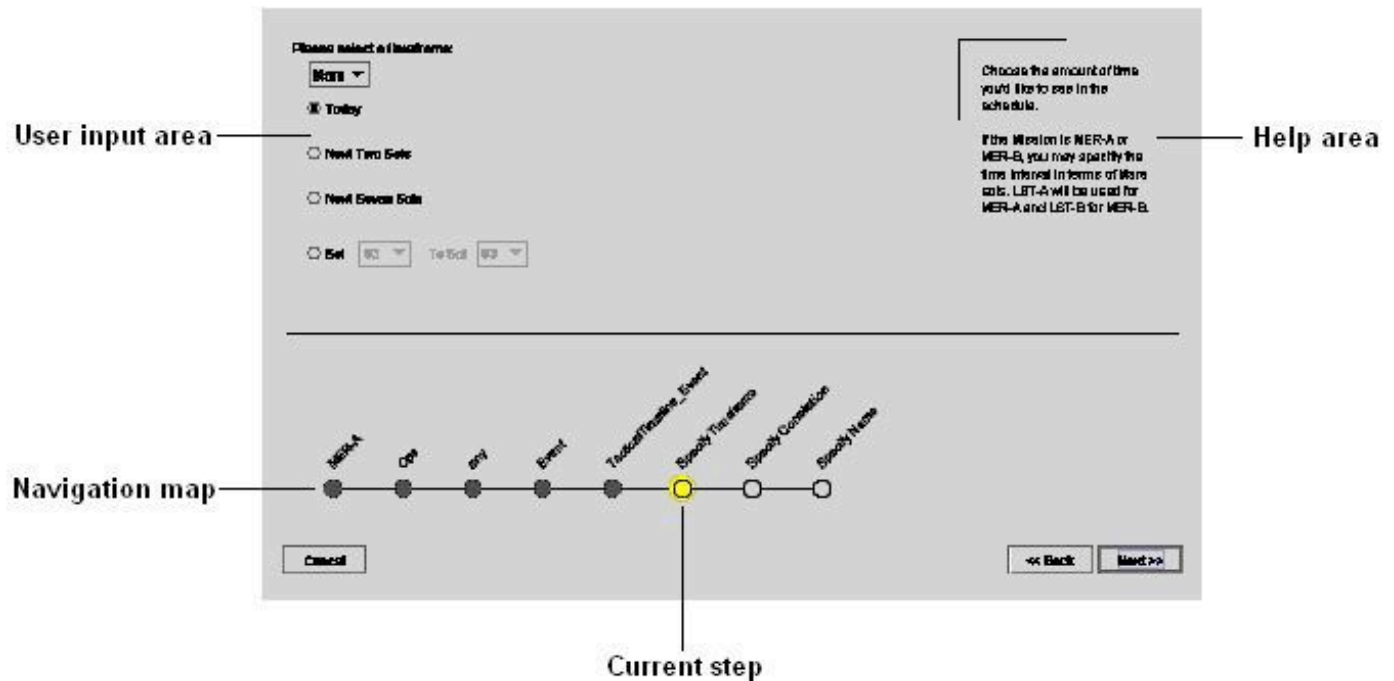 Please select a timeframe:
Mars
Today
User input area
Next Two Sols
Next Seven Sols
Sol
To Sol
Choose the amount of time
you'd like to see in the
schedule.
If the Mission is MER-A or
MER-B, you may specify the
time interval in terms of Mars
sols. LST-A will be used for
MER-A and LST-B for MER-B.
Help area
MER-A
Ops
any
Event
TacticalTimeline_Event
Specify Timeframe
Specify Completion
Specify Name
Navigation map
Cancel
<< Back
Next >>
Current step